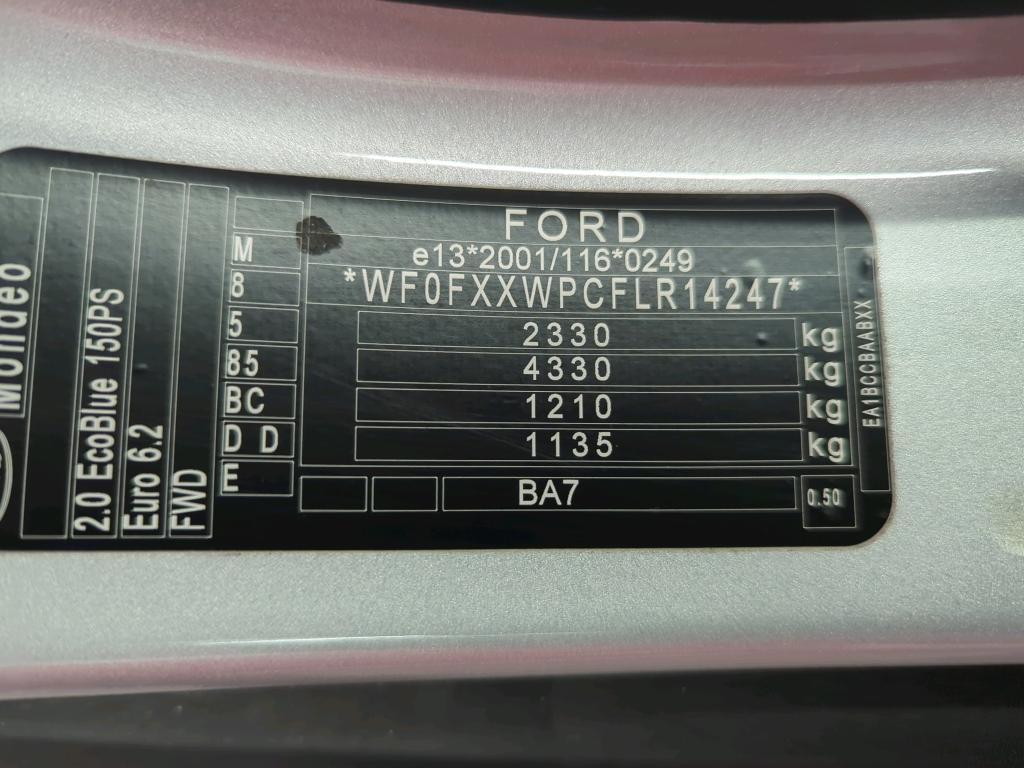 Mondeo
2.0 EcoBlue 150PS
Euro 6.2
FWD
M
8
5
85
BC
D D
E
FORD
e13*2001/116*0249
*WF0FXXWPCFLR14247*
2330 kg
4330 kg
1210 kg
1135 kg
BA7
0.50
EA1BCCBAABXX